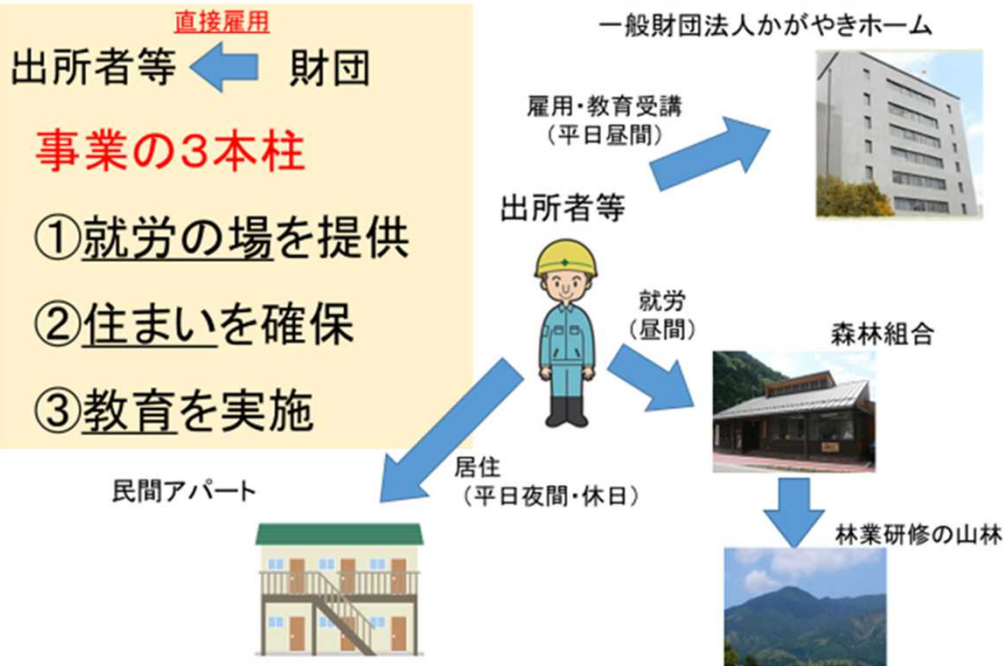 直接雇用
出所者等 財団
事業の3本柱
①就労の場を提供
②住まいを確保
③教育を実施
一般財団法人かがやきホーム
雇用・教育受講
(平日昼間)
出所者等
就労
(昼間)
森林組合
居住
(平日夜間・休日)
民間アパート
林業研修の山林